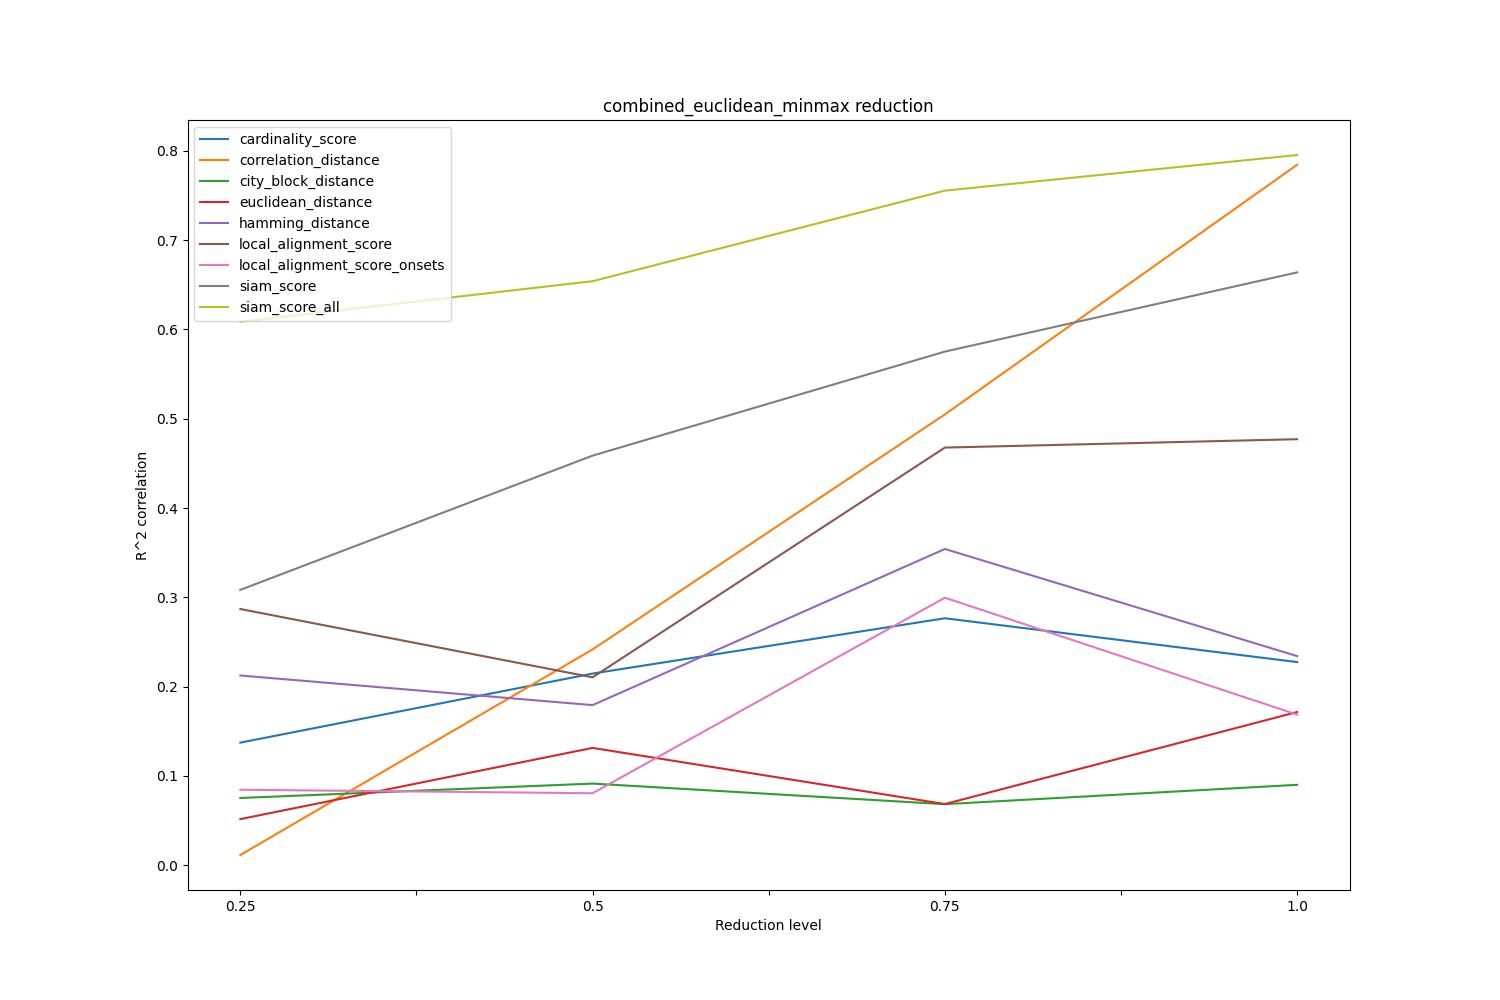 combined_euclidean_minmax reduction
cardinality_score
correlation_distance
city_block_distance
euclidean_distance
hamming_distance
local_alignment_score
local_alignment_score_onsets
siam_score
siam_score_all
0.8
0.7
0.6
0.5
0.4
0.3
0.2
0.1
0.0
R^2 correlation
0.25
0.5
0.75
1.0
Reduction level